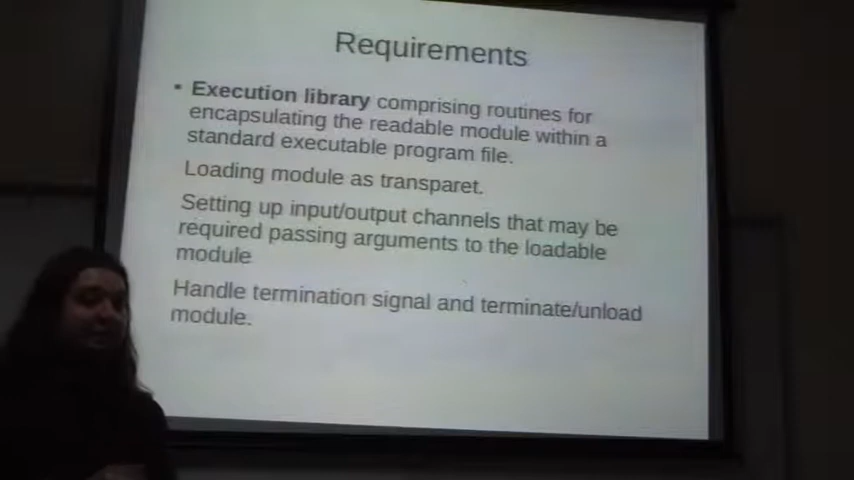 Requirements
▪ Execution library comprising routines for
encapsulating the readable module within a
standard executable program file.
Loading module as transparet.
Setting up input/output channels that may be
required passing arguments to the loadable
module
Handle termination signal and terminate/unload
module.